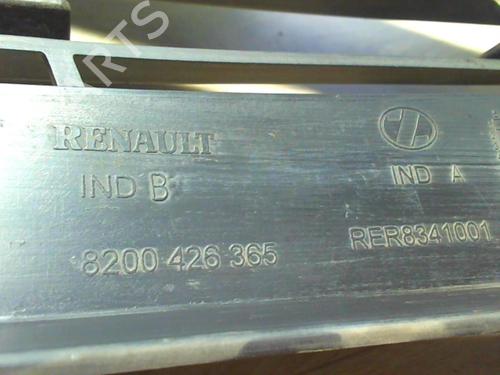 RTS
RENAULT
IND B
IND A
8200 426 365
RER8341001